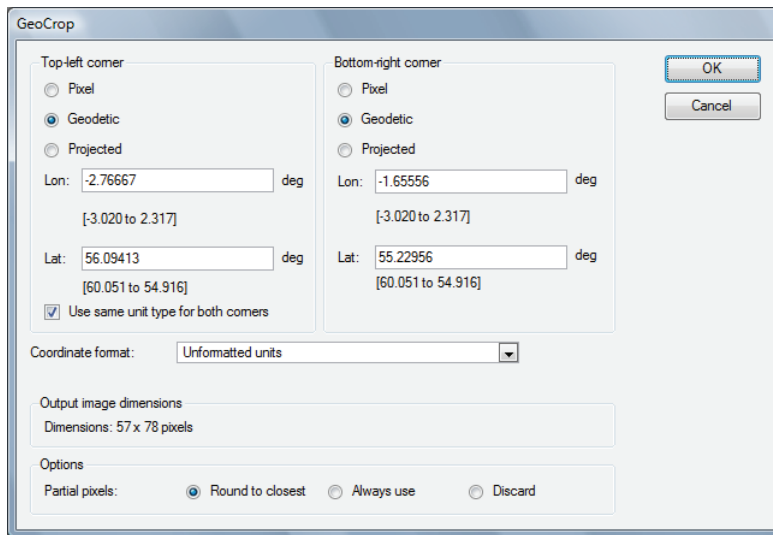 GeoCrop
Top-left corner
Pixel
Geodetic
Projected
Lon: -2.76667 deg
[-3.020 to 2.317]
Lat: 56.09413 deg
[60.051 to 54.916]
Use same unit type for both corners
Bottom-right corner
Pixel
Geodetic
Projected
Lon: -1.65556 deg
[-3.020 to 2.317]
Lat: 55.22956 deg
[60.051 to 54.916]
OK
Cancel
Coordinate format: Unformatted units
Output image dimensions
Dimensions: 57 x 78 pixels
Options
Partial pixels: Round to closest Always use Discard